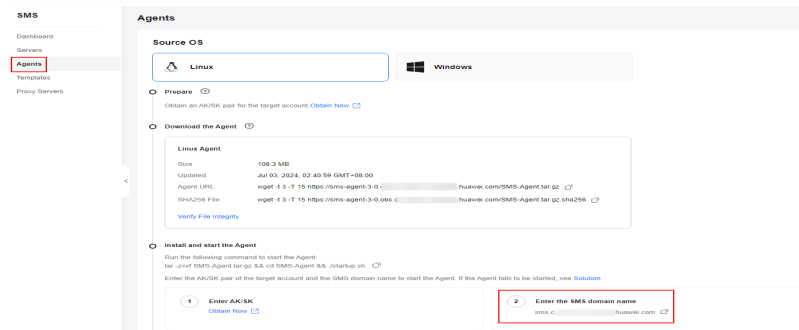 SMS
Dashboard
Servers
Agents
Templates
Proxy Servers
Agents
Source OS
Linux
Windows
Prepare
Obtain an AK/SK pair for the target account Obtain Now
Download the Agent
Linux Agent
Size 108.3 MB
Updated Jul 03, 2024, 02:40:59 GMT+08:00
Agent URL wget -t 3 -T 15 https://sms-agent-3-0. huawei.com/SMS-Agent.tar.gz
SHA256 File wget -t 3 -T 15 https://sms-agent-3-0.obs.c huawei.com/SMS-Agent.tar.gz.sha256
Verify File Integrity
Install and start the Agent
Run the following command to start the Agent:
tar -zxvf SMS-Agent.tar.gz && cd SMS-Agent && ./startup.sh
Enter the AK/SK pair of the target account and the SMS domain name to start the Agent. If the Agent fails to be started, see Solution
1 Enter AK/SK
Obtain Now
2 Enter the SMS domain name
sms.c huawei.com